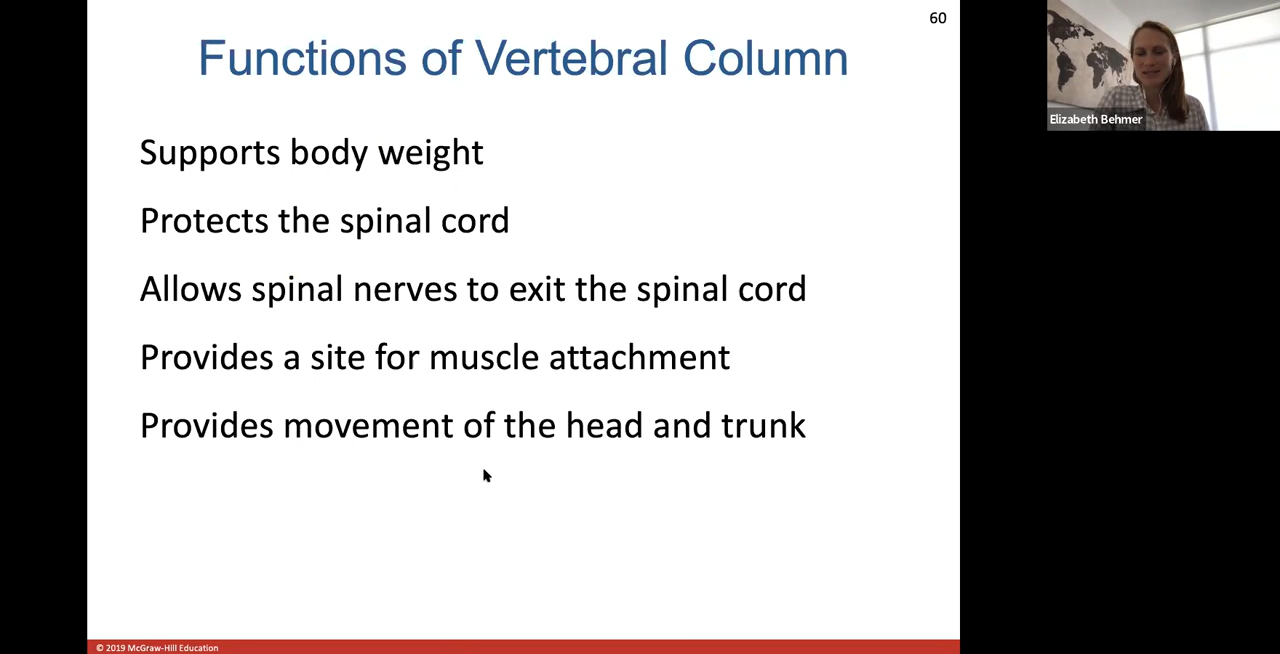 60
Functions of Vertebral Column
Supports body weight
Protects the spinal cord
Allows spinal nerves to exit the spinal cord
Provides a site for muscle attachment
Provides movement of the head and trunk
© 2019 McGraw-Hill Education
Elizabeth Behmer